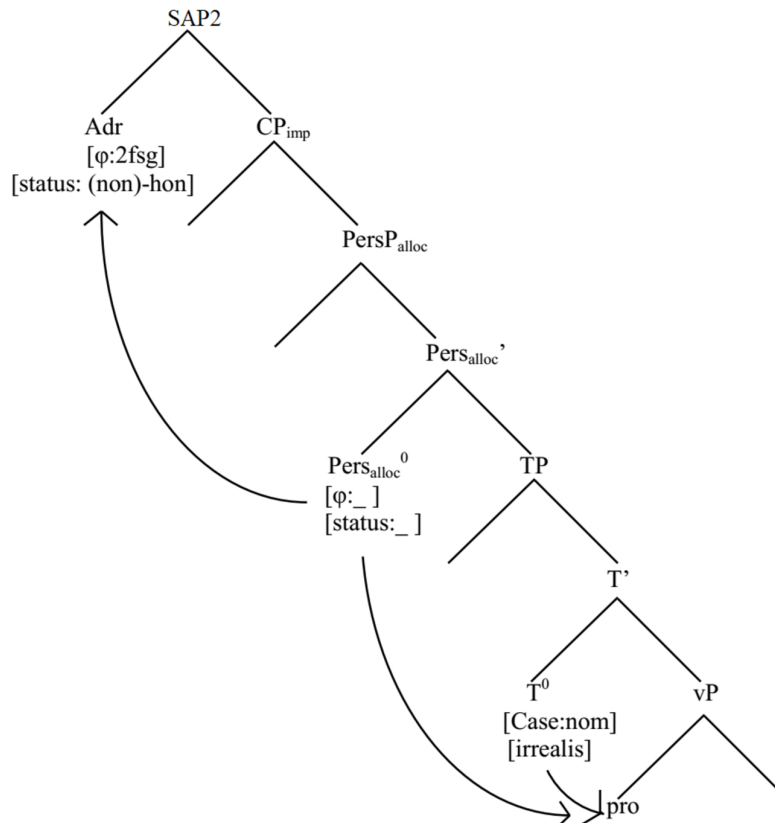 SAP2
Adr CPimp
[φ:2fsg]
[status: (non)-hon]
PersPalloc
Persalloc’
Persalloc⁰ TP
[φ:_ ]
[status:_ ]
T’
T⁰ vP
[Case:nom]
[irrealis]
pro